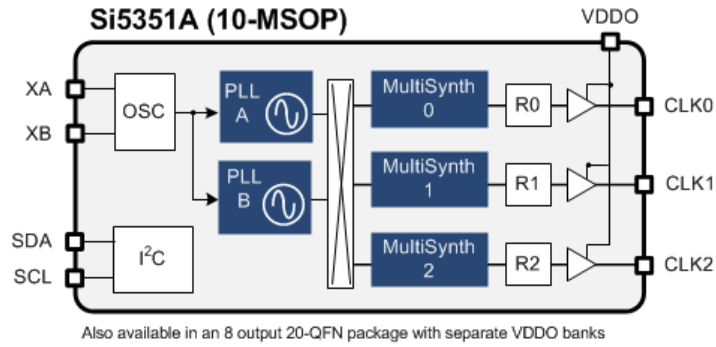 Si5351A (10-MSOP)
VDDO
XA
XB
OSC
PLL
A
PLL
B
MultiSynth
0
R0
CLK0
MultiSynth
1
R1
CLK1
MultiSynth
2
R2
CLK2
SDA
SCL
I²C
Also available in an 8 output 20-QFN package with separate VDDO banks